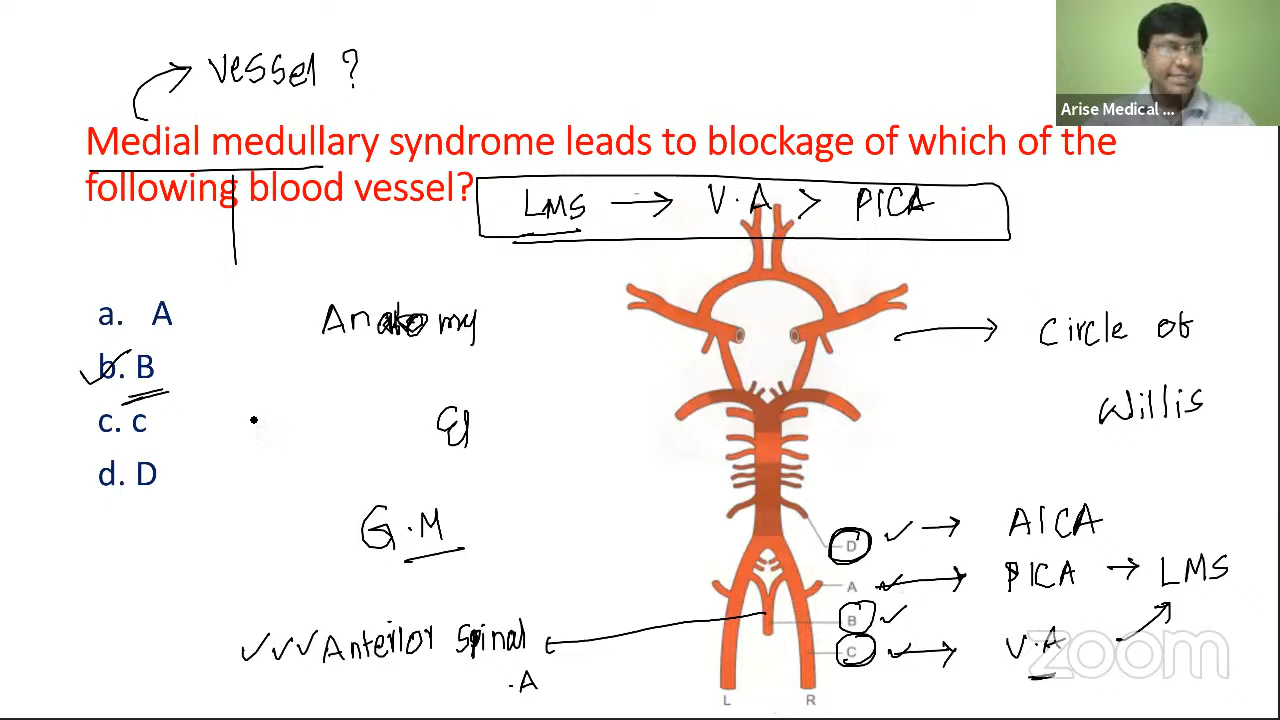 Vessel ?
Arise Medical ...
Medial medullary syndrome leads to blockage of which of the
following blood vessel?
LMS → V.A > PICA
a. A
b. B
c. c
d. D
Anatomy
Circle of
Willis
G.M
D ✓ → AICA
A ✓ → PICA → LMS
B ✓
C ✓ → V.A
✓✓✓ Anterior Spinal
.A
L R
zoom